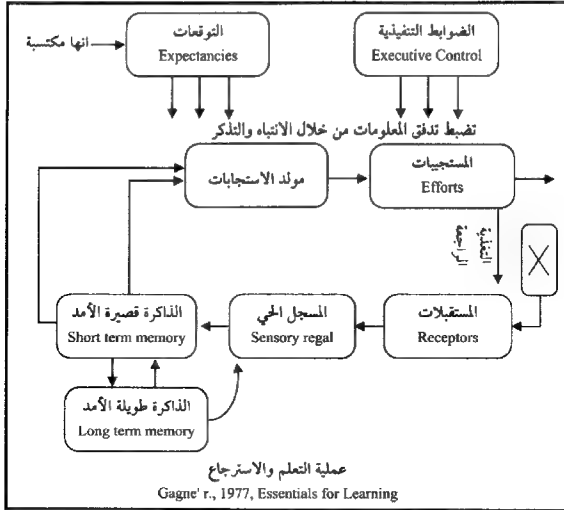 التوقعات
Expectancies
انها مكتسبة
الضوابط التنفيذية
Executive Control
تضبط تدفق المعلومات من خلال الانتباه والتذكر
مولد الاستجابات
المستجيبات
Efforts
التغذية
الراجعة
الذاكرة قصيرة الأمد
Short term memory
المسجل الحي
Sensory regal
المستقبلات
Receptors
الذاكرة طويلة الأمد
Long term memory
عملية التعلم والاسترجاع
Gagne' r., 1977, Essentials for Learning